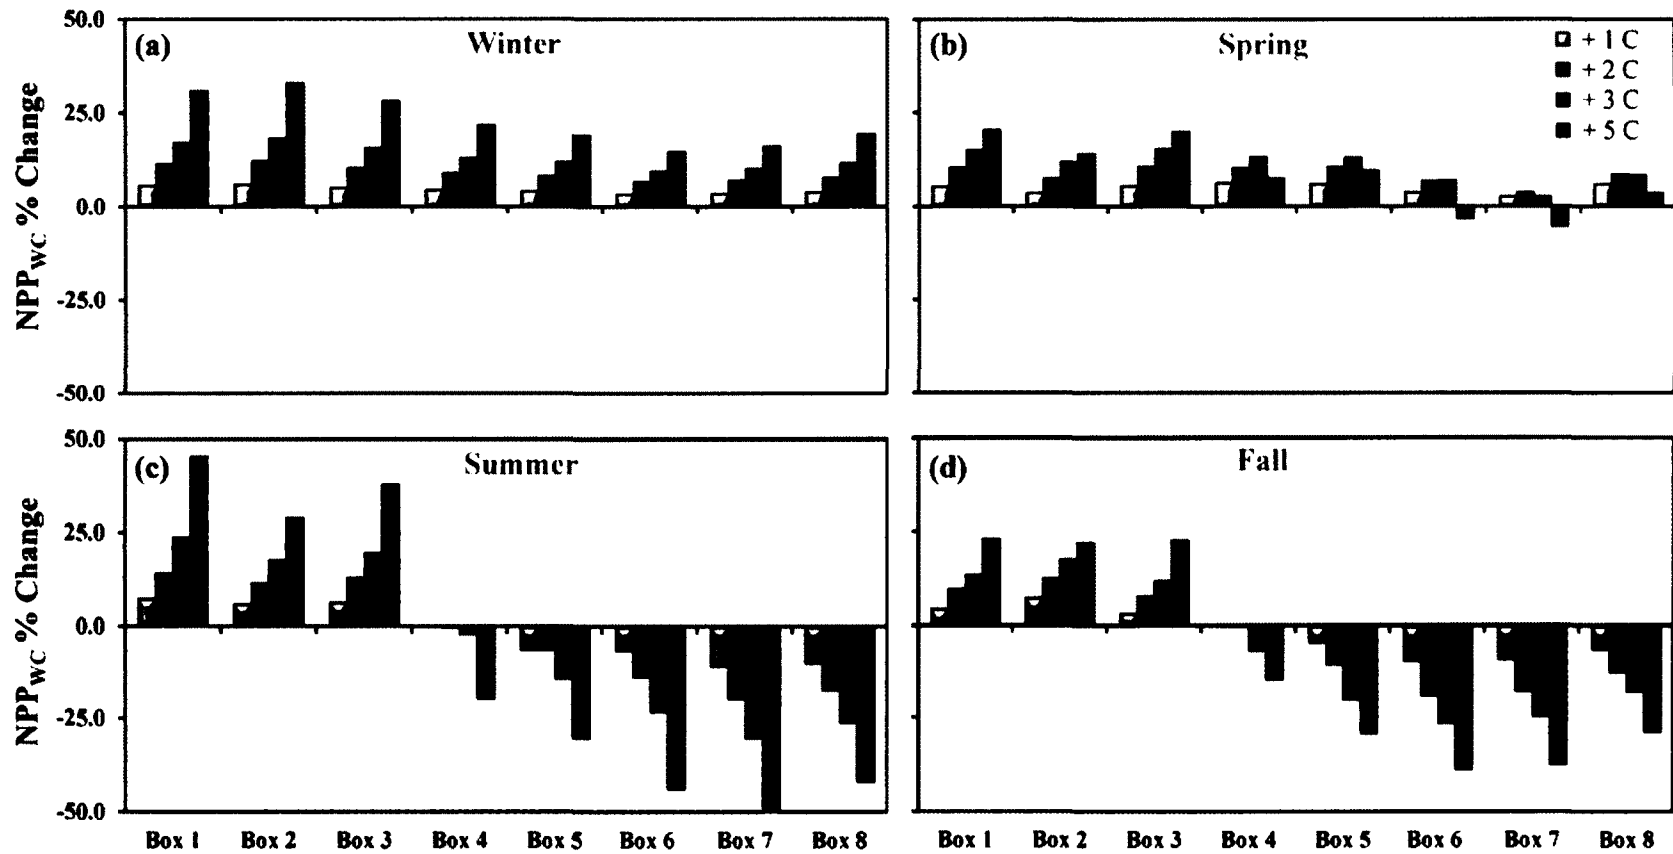 (a) Winter
(b) Spring
+ 1 C
+ 2 C
+ 3 C
+ 5 C
NPPWC % Change
50.0
25.0
0.0
-25.0
-50.0
(c) Summer
(d) Fall
NPPWC % Change
50.0
25.0
0.0
-25.0
-50.0
Box 1 Box 2 Box 3 Box 4 Box 5 Box 6 Box 7 Box 8
Box 1 Box 2 Box 3 Box 4 Box 5 Box 6 Box 7 Box 8